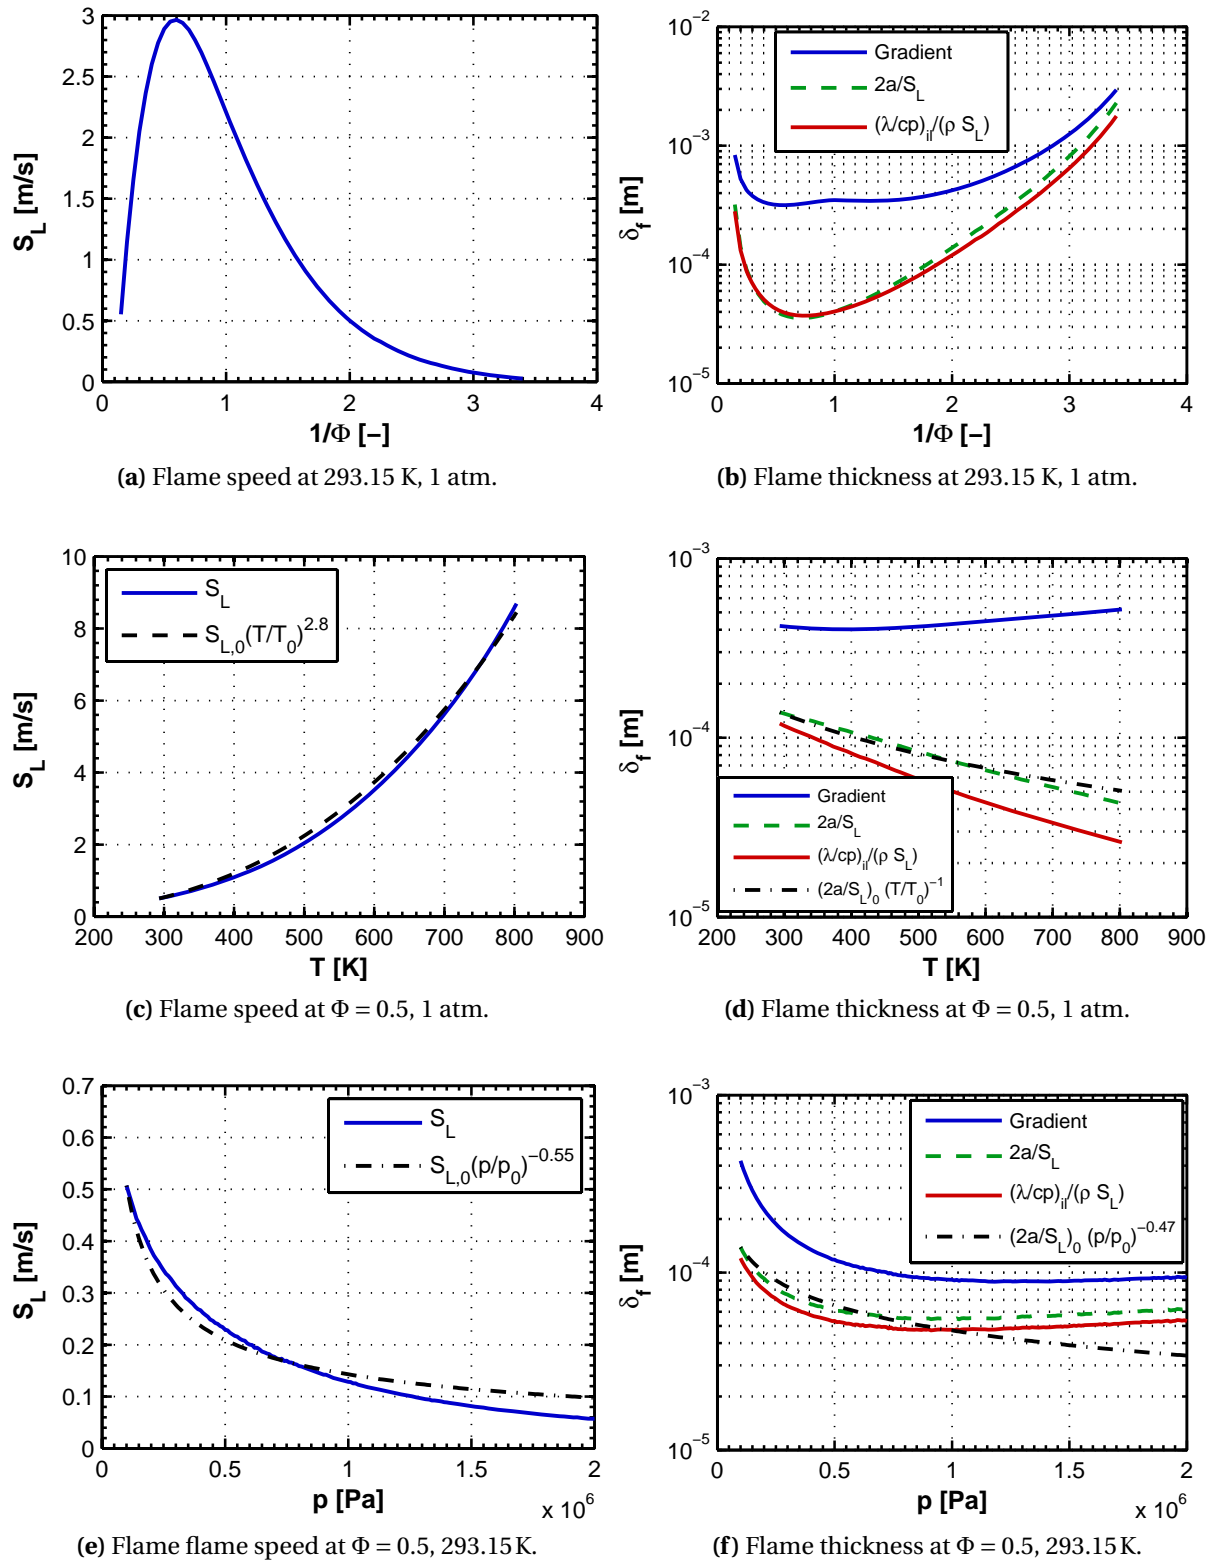 3
2.5
2
1.5
1
0.5
0
0 1 2 3 4
S_L [m/s]
1/Φ [–]
(a) Flame speed at 293.15 K, 1 atm.
10^−2
10^−3
10^−4
10^−5
0 1 2 3 4
δ_f [m]
1/Φ [–]
Gradient
2a/S_L
(λ/cp)_il/(ρ S_L)
(b) Flame thickness at 293.15 K, 1 atm.
10
8
6
4
2
0
200 300 400 500 600 700 800 900
S_L [m/s]
T [K]
S_L
S_L,0(T/T_0)^2.8
(c) Flame speed at Φ = 0.5, 1 atm.
10^−3
10^−4
10^−5
200 300 400 500 600 700 800 900
δ_f [m]
T [K]
Gradient
2a/S_L
(λ/cp)_il/(ρ S_L)
(2a/S_L)_0 (T/T_0)^−1
(d) Flame thickness at Φ = 0.5, 1 atm.
0.7
0.6
0.5
0.4
0.3
0.2
0.1
0
0 0.5 1 1.5 2
S_L [m/s]
p [Pa]
x 10^6
S_L
S_L,0(p/p_0)^−0.55
(e) Flame flame speed at Φ = 0.5, 293.15 K.
10^−3
10^−4
10^−5
0 0.5 1 1.5 2
δ_f [m]
p [Pa]
x 10^6
Gradient
2a/S_L
(λ/cp)_il/(ρ S_L)
(2a/S_L)_0 (p/p_0)^−0.47
(f) Flame thickness at Φ = 0.5, 293.15 K.